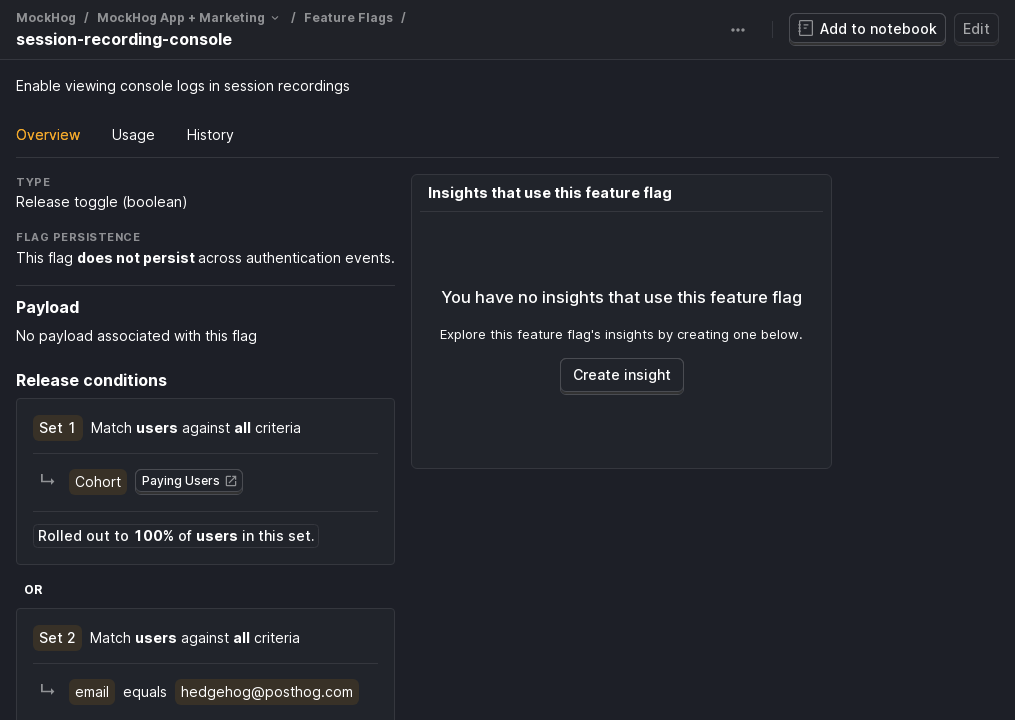 MockHog / MockHog App + Marketing / Feature Flags /
session-recording-console
Add to notebook
Edit
Enable viewing console logs in session recordings
Overview Usage History
TYPE
Release toggle (boolean)
FLAG PERSISTENCE
This flag does not persist across authentication events.
Payload
No payload associated with this flag
Release conditions
Set 1 Match users against all criteria
Cohort Paying Users
Rolled out to 100% of users in this set.
OR
Set 2 Match users against all criteria
email equals hedgehog@posthog.com
Insights that use this feature flag
You have no insights that use this feature flag
Explore this feature flag's insights by creating one below.
Create insight